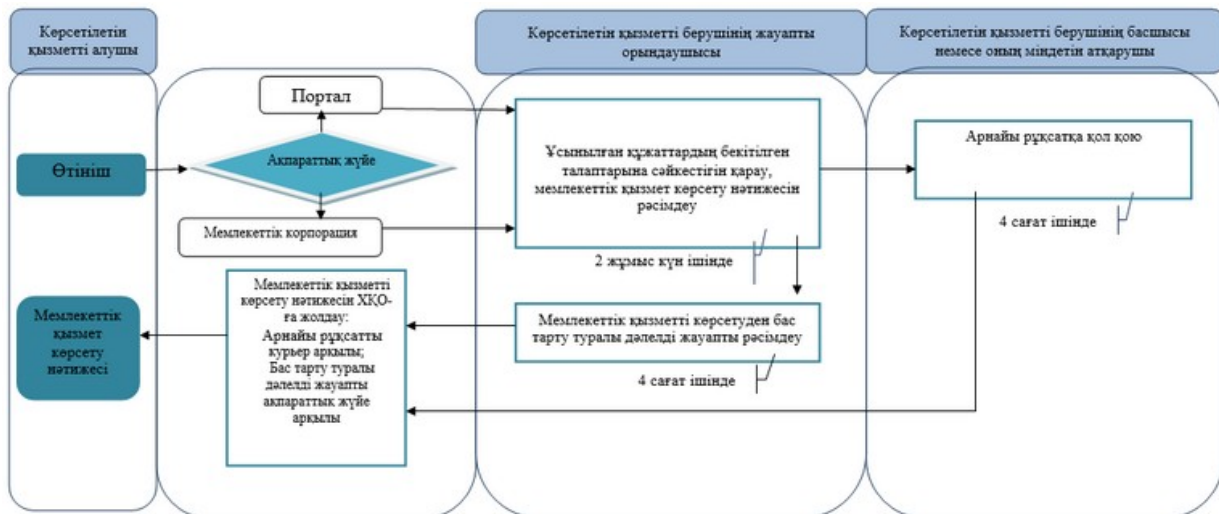 Көрсетілетін
қызметті алушы
Көрсетілетін қызметті берушінің жауапты
орындаушысы
Көрсетілетін қызметті берушінің басшысы
немесе оның міндетін атқарушы
Портал
Өтініш
Ақпараттық жүйе
Мемлекеттік корпорация
Ұсынылған құжаттардың бекітілген
талаптарына сәйкестігін қарау,
мемлекеттік қызмет көрсету нәтижесін
рәсімдеу
2 жұмыс күн ішінде
Арнайы рұқсатқа қол қою
4 сағат ішінде
Мемлекеттік қызметті көрсетуден бас
тарту туралы дәлелді жауапты рәсімдеу
4 сағат ішінде
Мемлекеттік қызметті
көрсету нәтижесін ХҚО-
ға жолдау:
Арнайы рұқсатты
курьер арқылы;
Бас тарту туралы
дәлелді жауапты
ақпараттық жүйе
арқылы
Мемлекеттік
қызмет
көрсету
нәтижесі